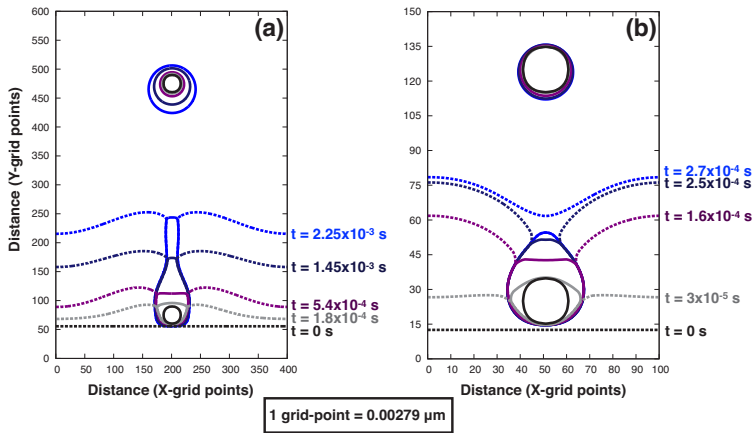 (a)
Distance (Y-grid points)
600
550
500
450
400
350
300
250
200
150
100
50
0
0 50 100 150 200 250 300 350 400
Distance (X-grid points)
t = 2.25x10-3 s
t = 1.45x10-3 s
t = 5.4x10-4 s
t = 1.8x10-4 s
t = 0 s
(b)
150
135
120
105
90
75
60
45
30
15
0
0 10 20 30 40 50 60 70 80 90 100
Distance (X-grid points)
t = 2.7x10-4 s
t = 2.5x10-4 s
t = 1.6x10-4 s
t = 3x10-5 s
t = 0 s
1 grid-point = 0.00279 μm